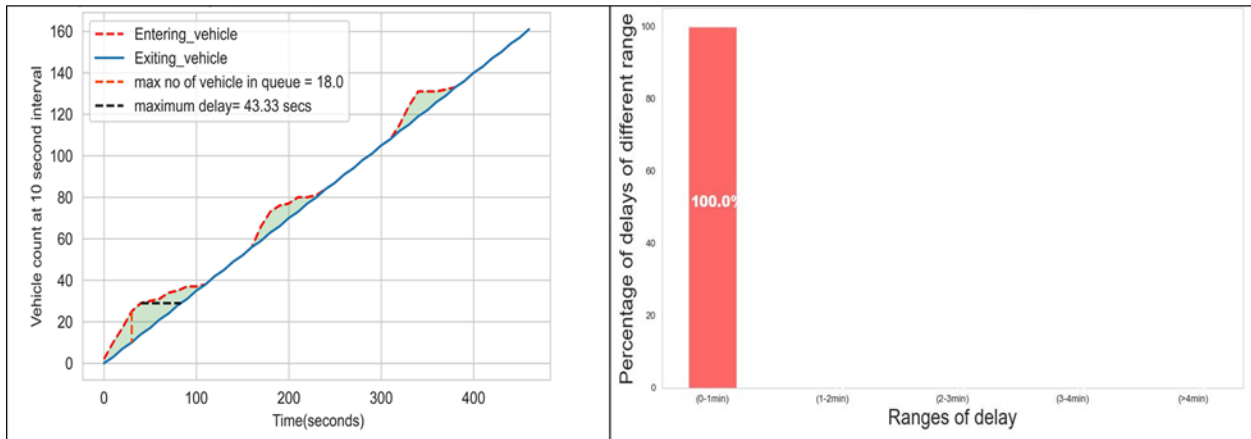 160
140
120
100
80
60
40
20
0
Vehicle count at 10 second interval
Entering_vehicle
Exiting_vehicle
max no of vehicle in queue = 18.0
maximum delay= 43.33 secs
0 100 200 300 400
Time(seconds)
Percentage of delays of different range
100
80
60
40
20
0
100.0%
(0-1min) (1-2min) (2-3min) (3-4min) (>4min)
Ranges of delay